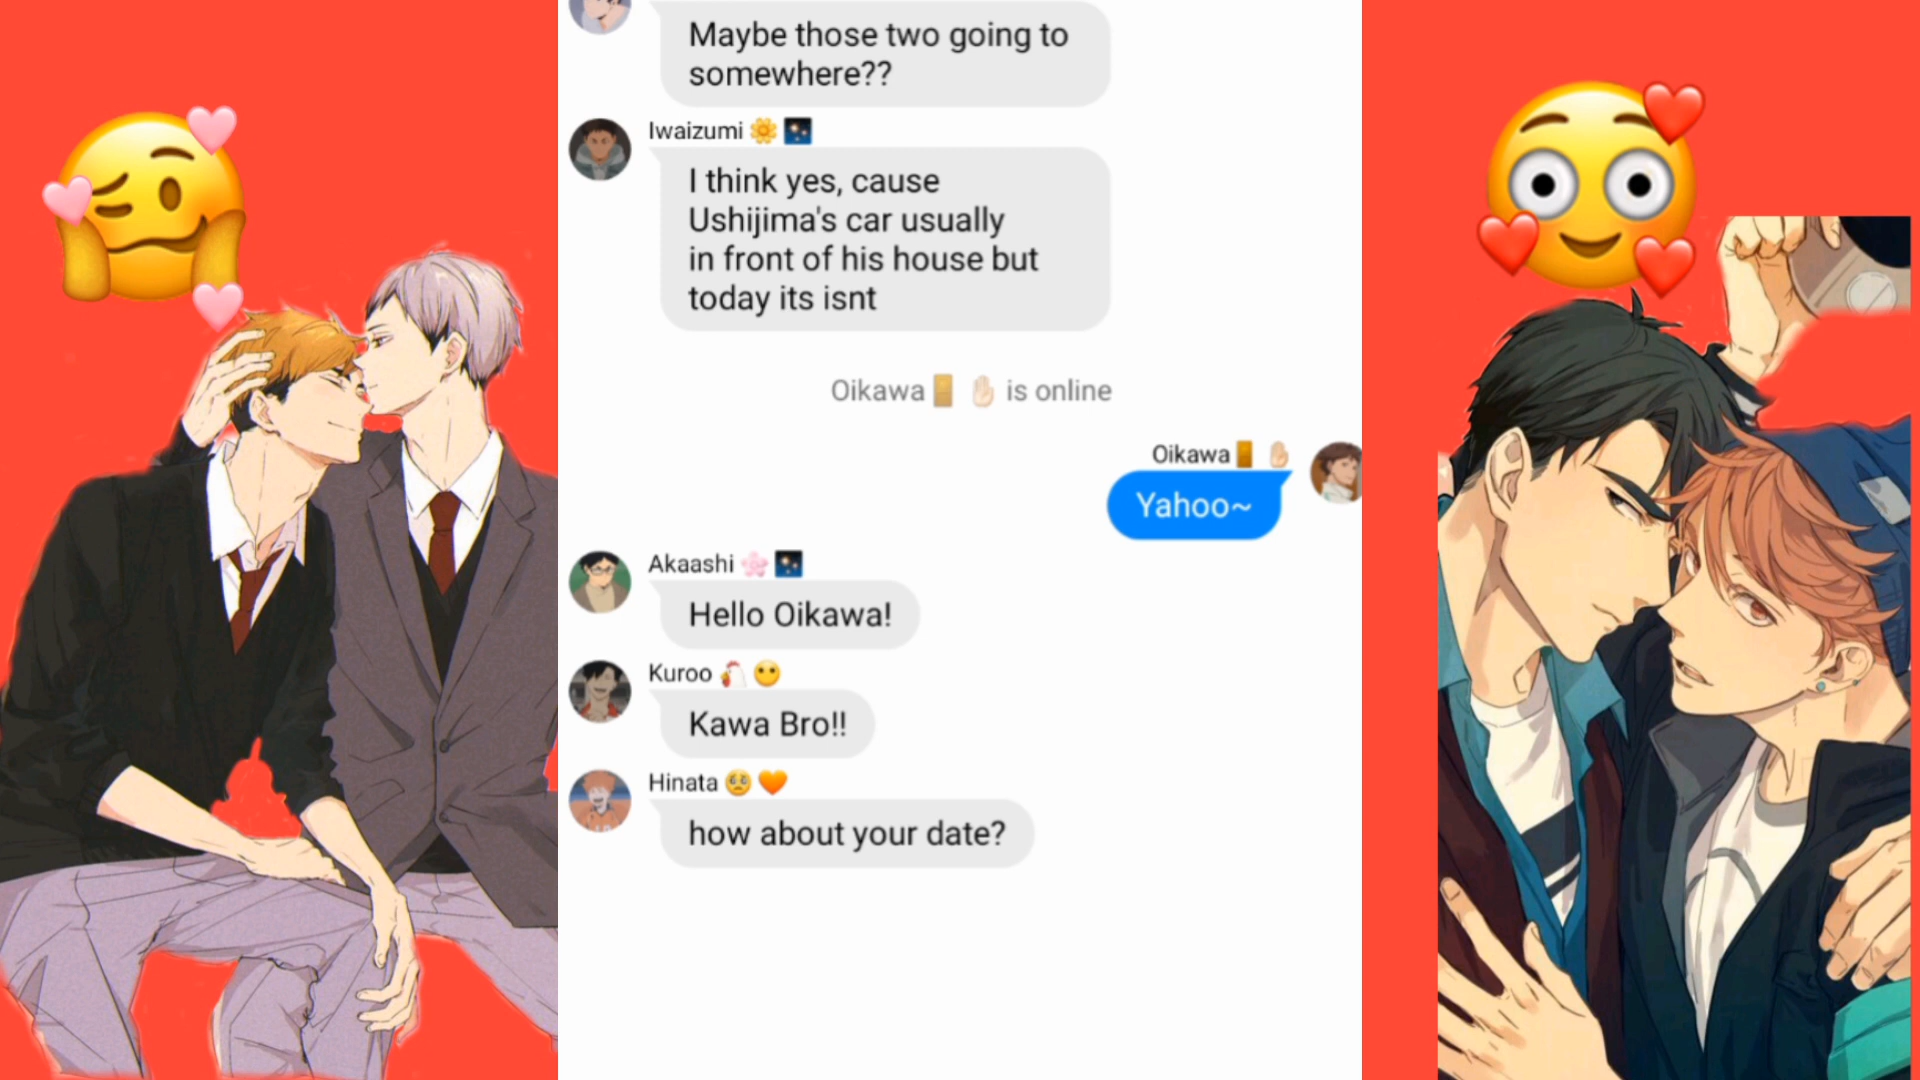 Maybe those two going to
somewhere??
Iwaizumi 🌼🌃
I think yes, cause
Ushijima's car usually
in front of his house but
today its isnt
Oikawa🚪🤚🏻 is online
Oikawa🚪🤚🏻
Yahoo~
Akaashi 🌸🌃
Hello Oikawa!
Kuroo 🐔😶
Kawa Bro!!
Hinata 🥺🧡
how about your date?